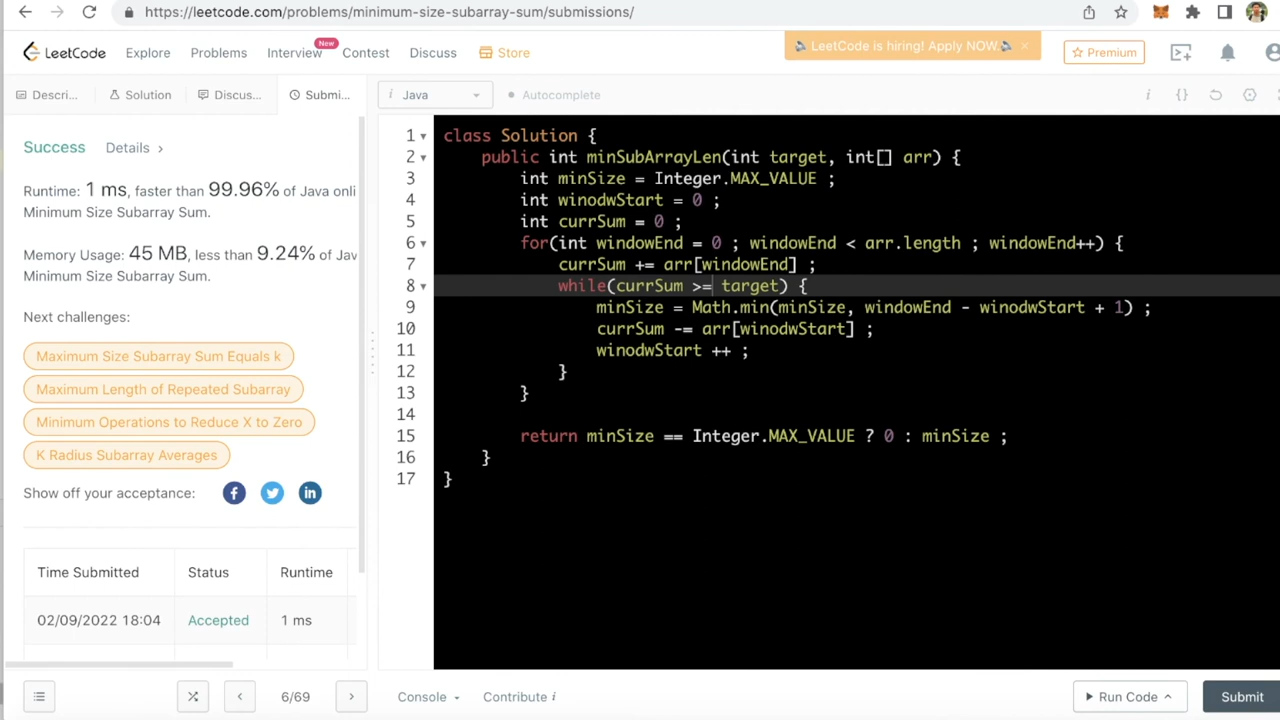 https://leetcode.com/problems/minimum-size-subarray-sum/submissions/
LeetCode Explore Problems Interview New Contest Discuss Store LeetCode is hiring! Apply NOW. × Premium
Descri... Solution Discus... Submi... i Java Autocomplete i {}
Success Details >
Runtime: 1 ms, faster than 99.96% of Java onli
Minimum Size Subarray Sum.
Memory Usage: 45 MB, less than 9.24% of Jav
Minimum Size Subarray Sum.
Next challenges:
Maximum Size Subarray Sum Equals k
Maximum Length of Repeated Subarray
Minimum Operations to Reduce X to Zero
K Radius Subarray Averages
Show off your acceptance: f in
Time Submitted Status Runtime
02/09/2022 18:04 Accepted 1 ms
1 class Solution {
2 public int minSubArrayLen(int target, int[] arr) {
3 int minSize = Integer.MAX_VALUE ;
4 int winodwStart = 0 ;
5 int currSum = 0 ;
6 for(int windowEnd = 0 ; windowEnd < arr.length ; windowEnd++) {
7 currSum += arr[windowEnd] ;
8 while(currSum >= target) {
9 minSize = Math.min(minSize, windowEnd - winodwStart + 1) ;
10 currSum -= arr[winodwStart] ;
11 winodwStart ++ ;
12 }
13 }
14
15 return minSize == Integer.MAX_VALUE ? 0 : minSize ;
16 }
17 }
6/69 Console Contribute i Run Code Submit